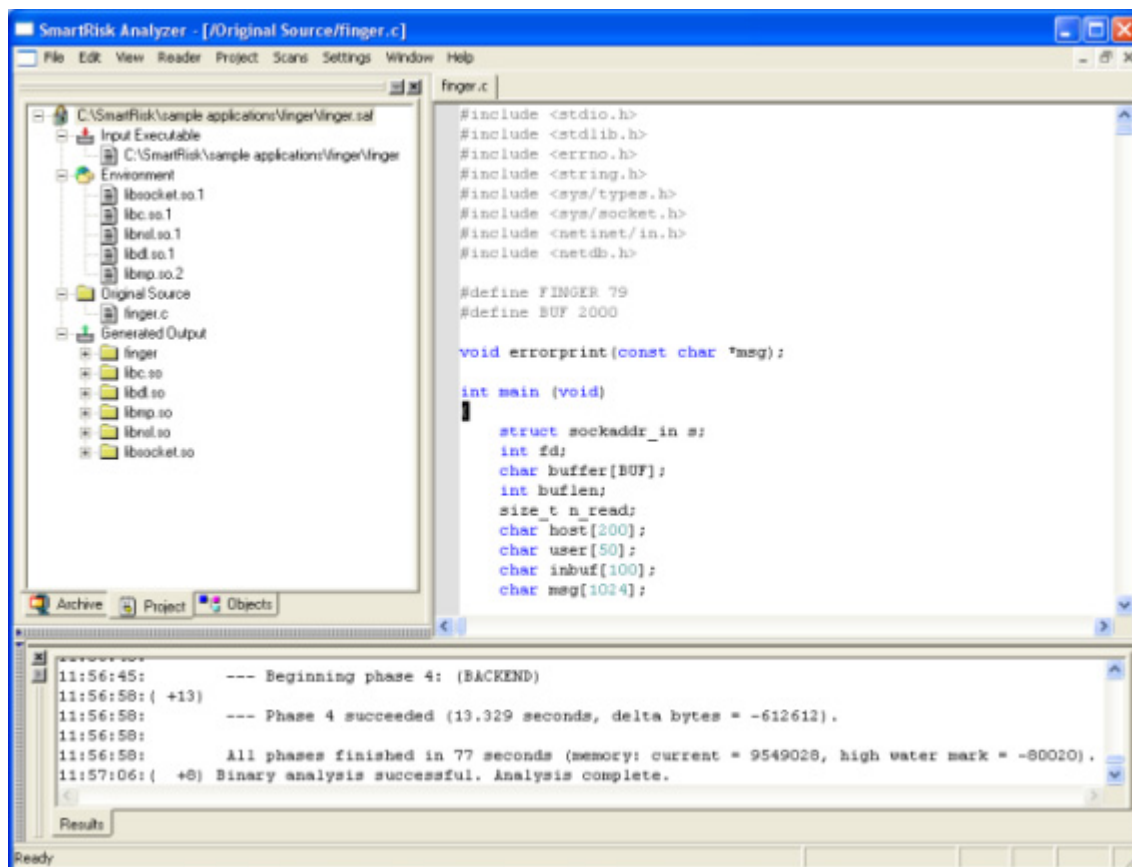 SmartRisk Analyzer - [/Original Source/finger.c]
File Edit View Reader Project Scans Settings Window Help
C:\SmartRisk\sample applications\finger\finger.saf
Input Executable
C:\SmartRisk\sample applications\finger\finger
Environment
libsocket.so.1
libc.so.1
libnsl.so.1
libdl.so.1
libmp.so.2
Original Source
finger.c
Generated Output
finger
libc.so
libdl.so
libmp.so
libnsl.so
libsocket.so
Archive Project Objects
finger.c
#include <stdio.h>
#include <stdlib.h>
#include <errno.h>
#include <string.h>
#include <sys/types.h>
#include <sys/socket.h>
#include <netinet/in.h>
#include <netdb.h>
#define FINGER 79
#define BUF 2000
void errorprint(const char *msg);
int main (void)
{
struct sockaddr_in s;
int fd;
char buffer[BUF];
int buflen;
size_t n_read;
char host[200];
char user[50];
char inbuf[100];
char msg[1024];
11:56:45: --- Beginning phase 4: (BACKEND)
11:56:58:( +13)
11:56:58: --- Phase 4 succeeded (13.329 seconds, delta bytes = -612612).
11:56:58:
11:56:58: All phases finished in 77 seconds (memory: current = 9549028, high water mark = -80020).
11:57:06:( +8) Binary analysis successful. Analysis complete.
Results
Ready